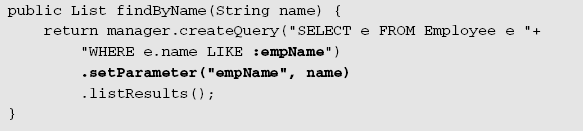 public List findByName(String name) {
    return manager.createQuery("SELECT e FROM Employee e "+
        "WHERE e.name LIKE :empName")
        .setParameter("empName", name)
        .listResults();
}